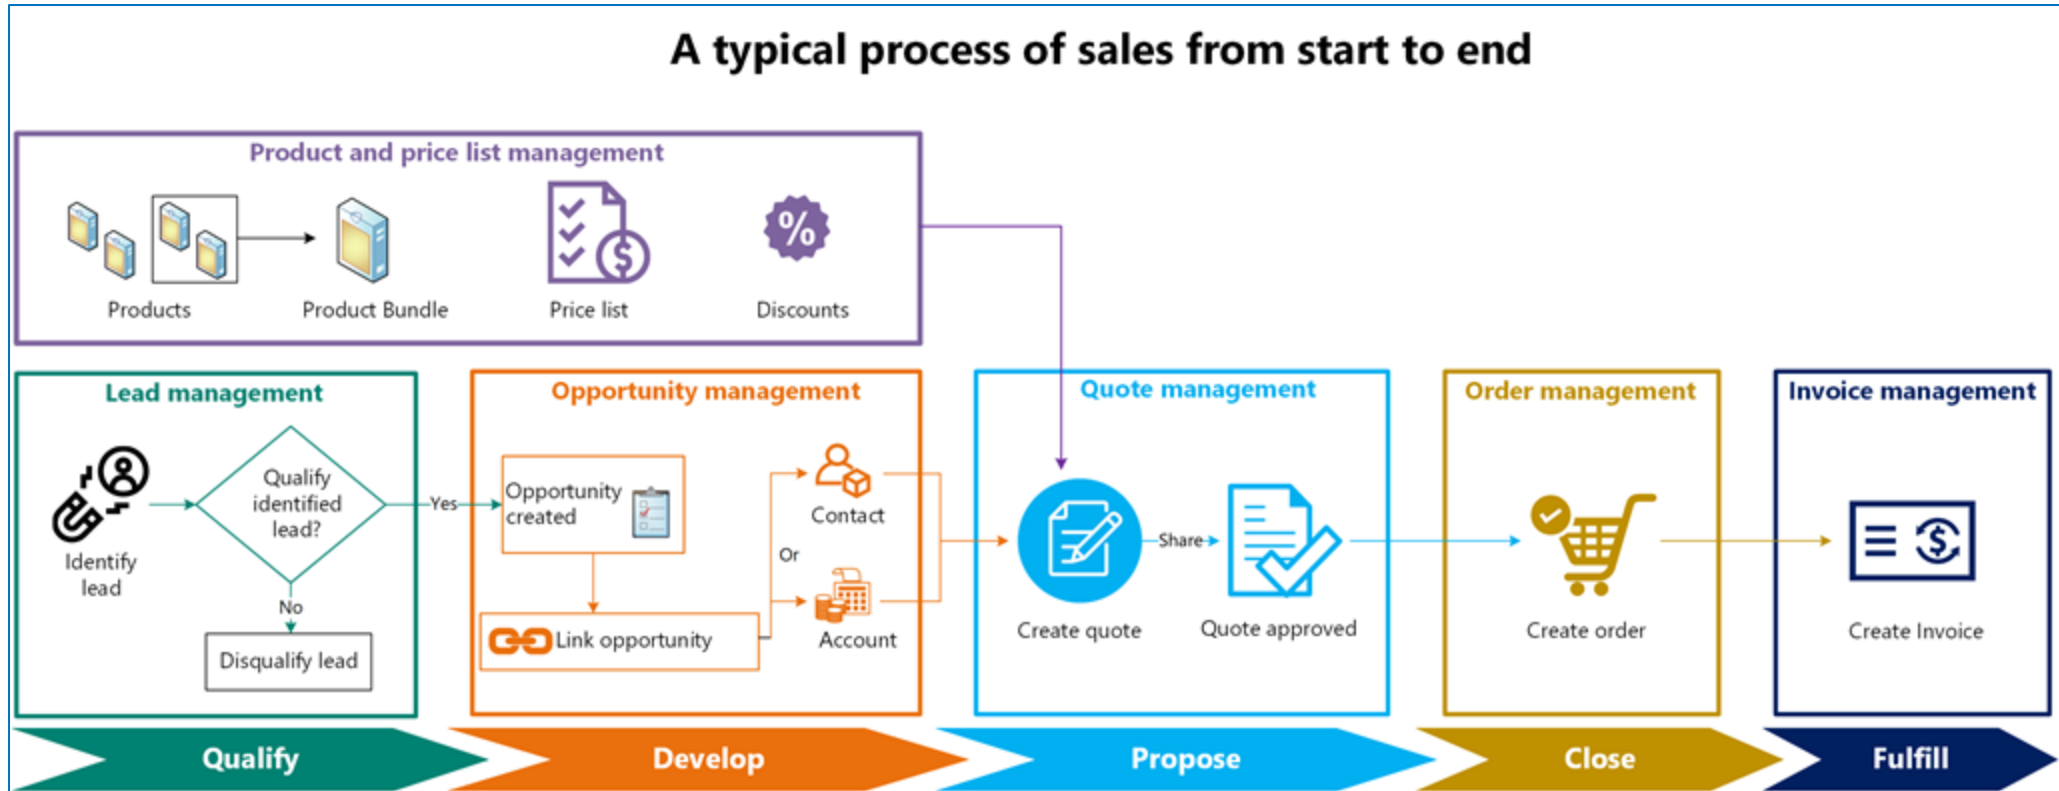 A typical process of sales from start to end
Product and price list management
Products
Product Bundle
Price list
Discounts
%
$
Lead management
Identify
lead
Qualify
identified
lead?
Yes
No
Disqualify lead
Opportunity management
Opportunity
created
Link opportunity
Contact
Or
Account
Quote management
Create quote
Share
Quote approved
Order management
Create order
Invoice management
$
Create Invoice
Qualify
Develop
Propose
Close
Fulfill